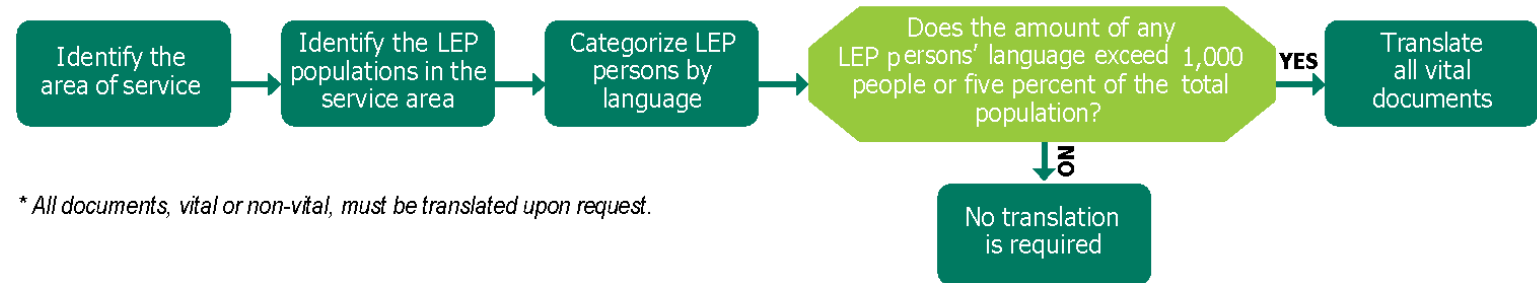 Identify the
area of service
Identify the LEP
populations in the
service area
Categorize LEP
persons by
language
Does the amount of any
LEP persons' language exceed 1,000
people or five percent of the total
population?
YES
Translate
all vital
documents
NO
No translation
is required
* All documents, vital or non-vital, must be translated upon request.